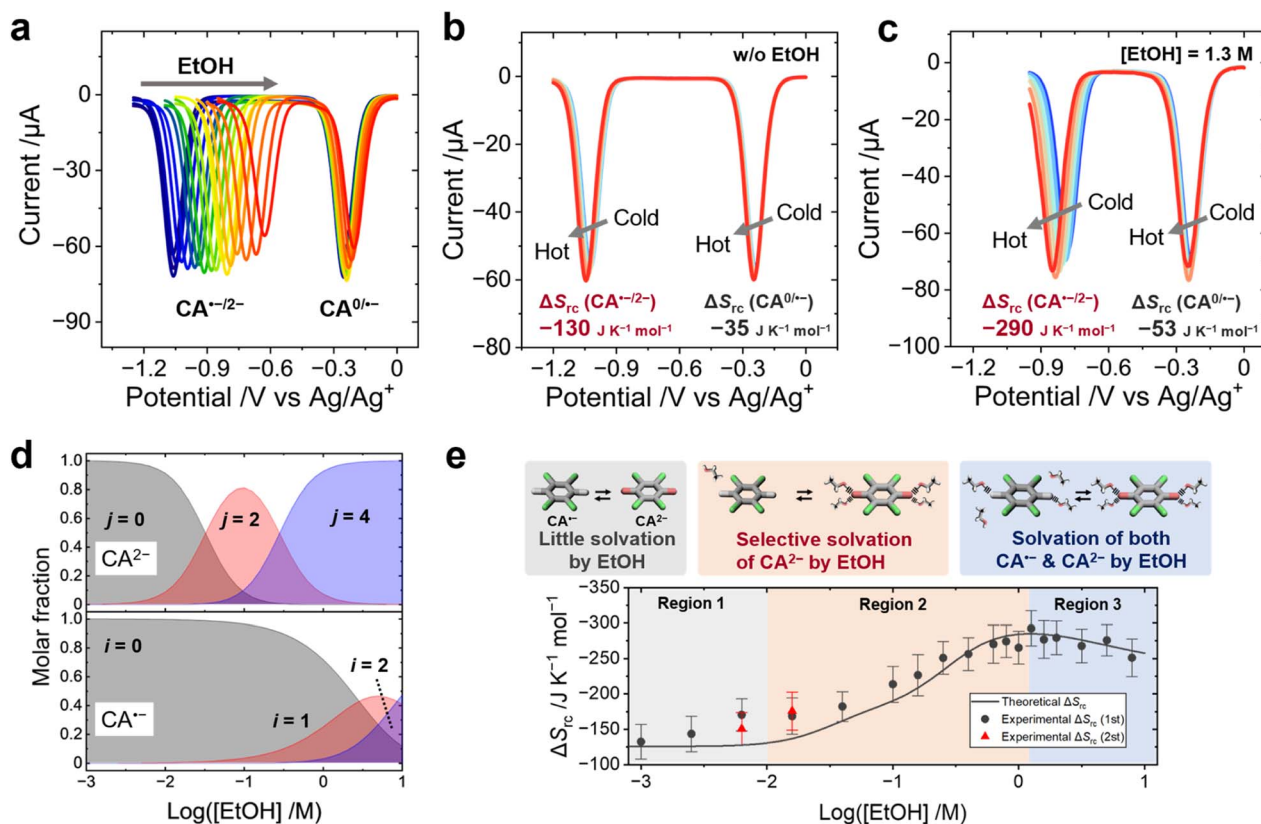 a
EtOH
0
−30
−60
−90
Current /µA
CA•−/2−
CA0/•−
−1.2 −0.9 −0.6 −0.3 0
Potential /V vs Ag/Ag+
b
w/o EtOH
0
−20
−40
−60
−80
Current /µA
Cold
Hot
Cold
Hot
ΔSrc (CA•−/2−)
−130 J K−1 mol−1
ΔSrc (CA0/•−)
−35 J K−1 mol−1
−1.2 −0.9 −0.6 −0.3 0
Potential /V vs Ag/Ag+
c
[EtOH] = 1.3 M
0
−20
−40
−60
−80
−100
Current /µA
Cold
Hot
Cold
Hot
ΔSrc (CA•−/2−)
−290 J K−1 mol−1
ΔSrc (CA0/•−)
−53 J K−1 mol−1
−1.2 −0.9 −0.6 −0.3 0
Potential /V vs Ag/Ag+
d
1.0
0.8
0.6
0.4
0.2
0
j = 0
j = 2
j = 4
CA2−
Molar fraction
1.0
0.8
0.6
0.4
0.2
0
i = 0
i = 1
i = 2
CA•−
−3 −2 −1 0 1
Log([EtOH] /M)
e
CA•− CA2−
Little solvation
by EtOH
Selective solvation
of CA2− by EtOH
Solvation of both
CA•− & CA2− by EtOH
Region 1
Region 2
Region 3
−350
−300
−250
−200
−150
−100
ΔSrc /J K−1 mol−1
Theoretical ΔSrc
Experimental ΔSrc (1st)
Experimental ΔSrc (2st)
−3 −2 −1 0 1
Log([EtOH] /M)